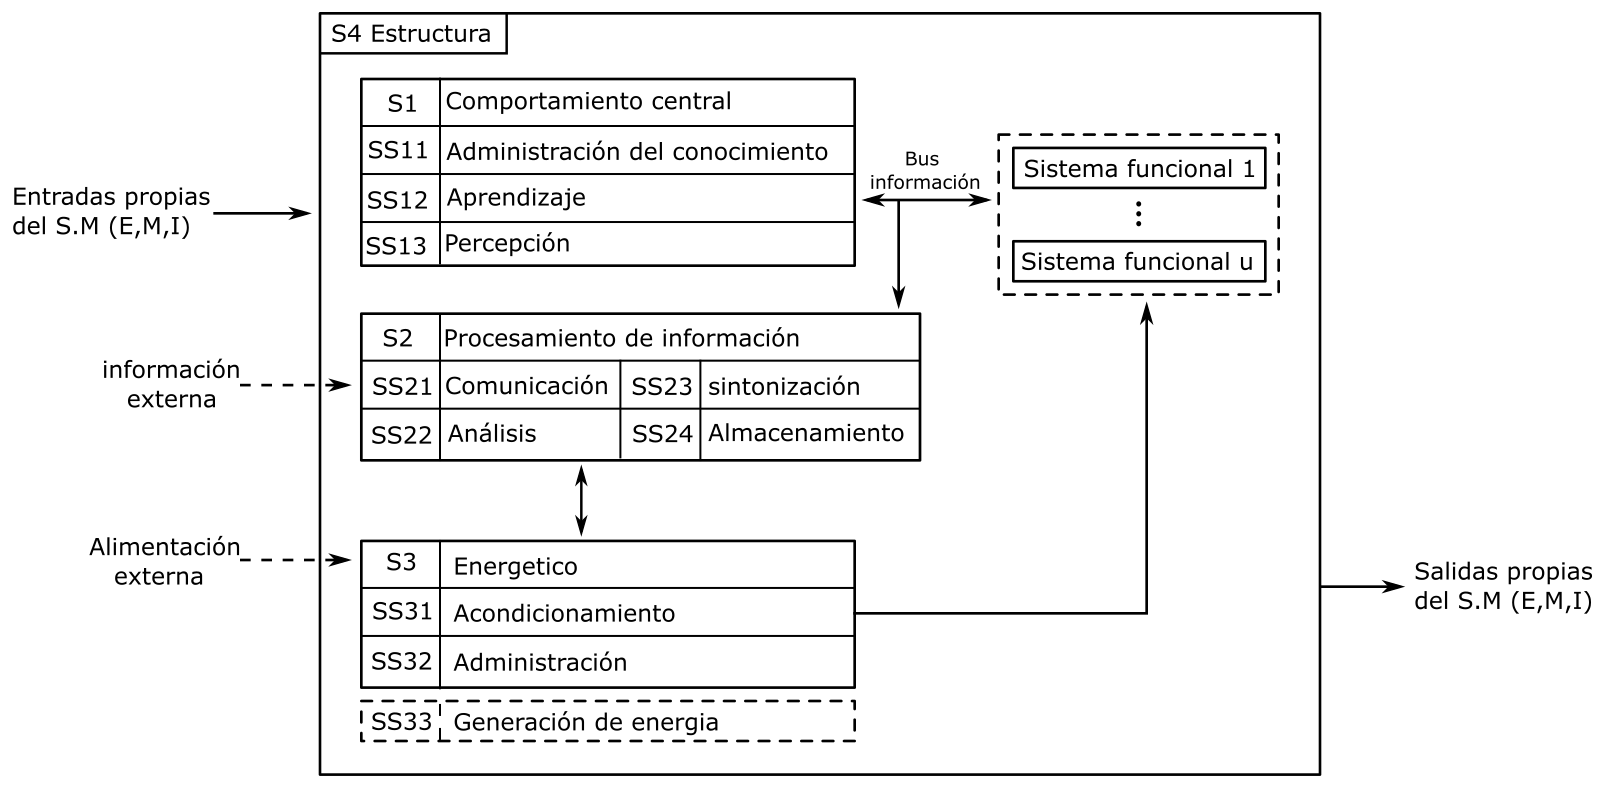 S4 Estructura
S1 Comportamiento central
SS11 Administración del conocimiento
SS12 Aprendizaje
SS13 Percepción
Entradas propias
del S.M (E,M,I)
Bus
información
Sistema funcional 1
Sistema funcional u
S2 Procesamiento de información
SS21 Comunicación SS23 sintonización
SS22 Análisis SS24 Almacenamiento
información
externa
S3 Energetico
SS31 Acondicionamiento
SS32 Administración
SS33 Generación de energia
Alimentación
externa
Salidas propias
del S.M (E,M,I)